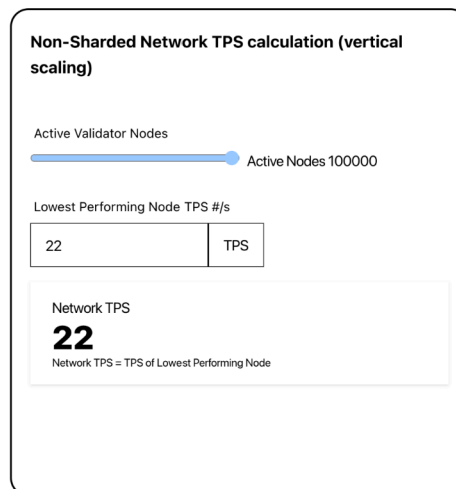 Non-Sharded Network TPS calculation (vertical
scaling)
Active Validator Nodes
Active Nodes 100000
Lowest Performing Node TPS #/s
22 TPS
Network TPS
22
Network TPS = TPS of Lowest Performing Node